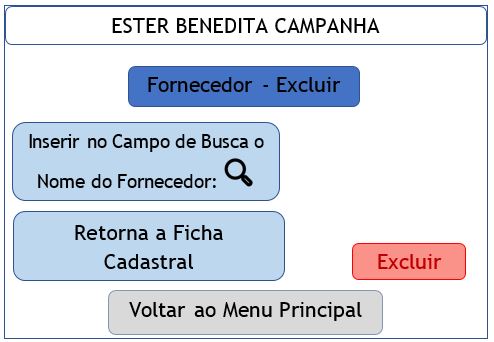 ESTER BENEDITA CAMPANHA
Fornecedor - Excluir
Inserir no Campo de Busca o
Nome do Fornecedor:
Retorna a Ficha
Cadastral
Excluir
Voltar ao Menu Principal